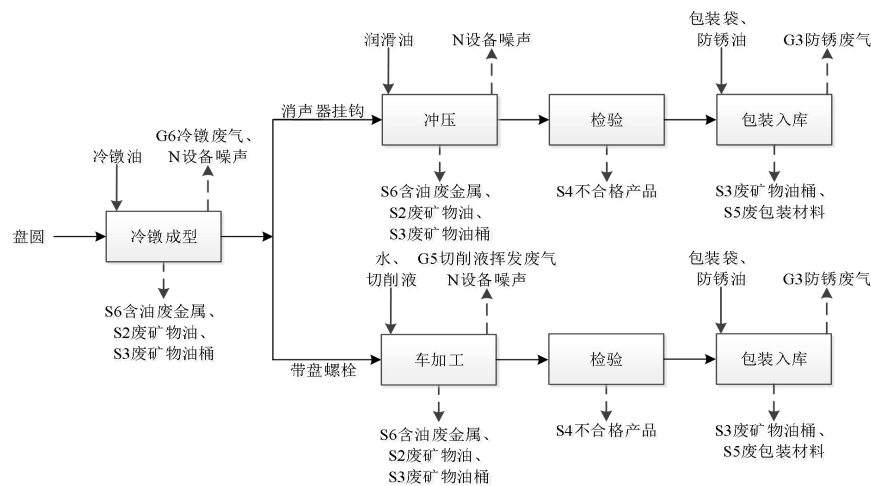 包装袋、
防锈油
G3防锈废气
润滑油
N设备噪声
消声器挂钩
冲压
检验
包装入库
G6冷镦废气、
N设备噪声
冷镦油
S6含油废金属、
S2废矿物油、
S3废矿物油桶
S4不合格产品
S3废矿物油桶、
S5废包装材料
盘圆
冷镦成型
水、
切削液
G5切削液挥发废气
N设备噪声
包装袋、
防锈油
G3防锈废气
S6含油废金属、
S2废矿物油、
S3废矿物油桶
带盘螺栓
车加工
检验
包装入库
S6含油废金属、
S2废矿物油、
S3废矿物油桶
S4不合格产品
S3废矿物油桶、
S5废包装材料